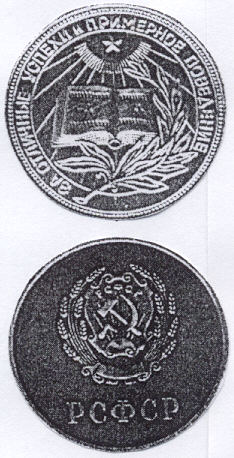 ЗА ОТЛИЧНЫЕ УСПЕХИ И ПРИМЕРНОЕ ПОВЕДЕНИЕ
РСФСР